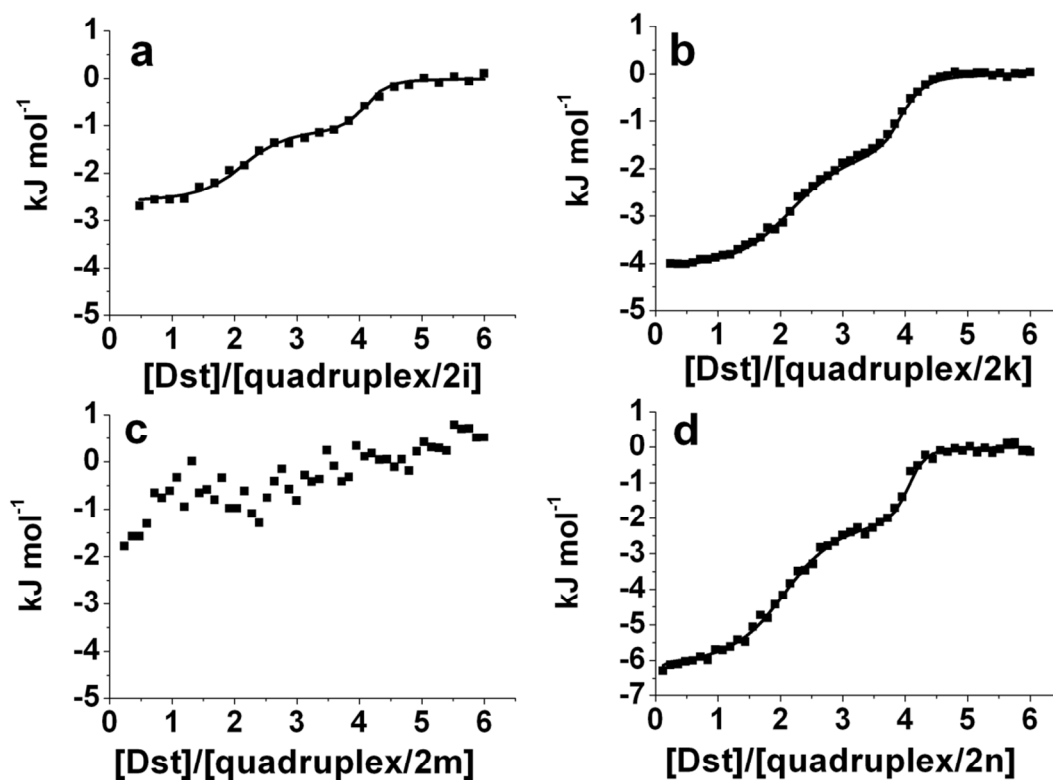 a
1
0
-1
-2
-3
-4
-5
kJ mol⁻¹
0 1 2 3 4 5 6
[Dst]/[quadruplex/2i]
b
1
0
-1
-2
-3
-4
-5
kJ mol⁻¹
0 1 2 3 4 5 6
[Dst]/[quadruplex/2k]
c
1
0
-1
-2
-3
-4
-5
kJ mol⁻¹
0 1 2 3 4 5 6
[Dst]/[quadruplex/2m]
d
1
0
-1
-2
-3
-4
-5
-6
-7
kJ mol⁻¹
0 1 2 3 4 5 6
[Dst]/[quadruplex/2n]